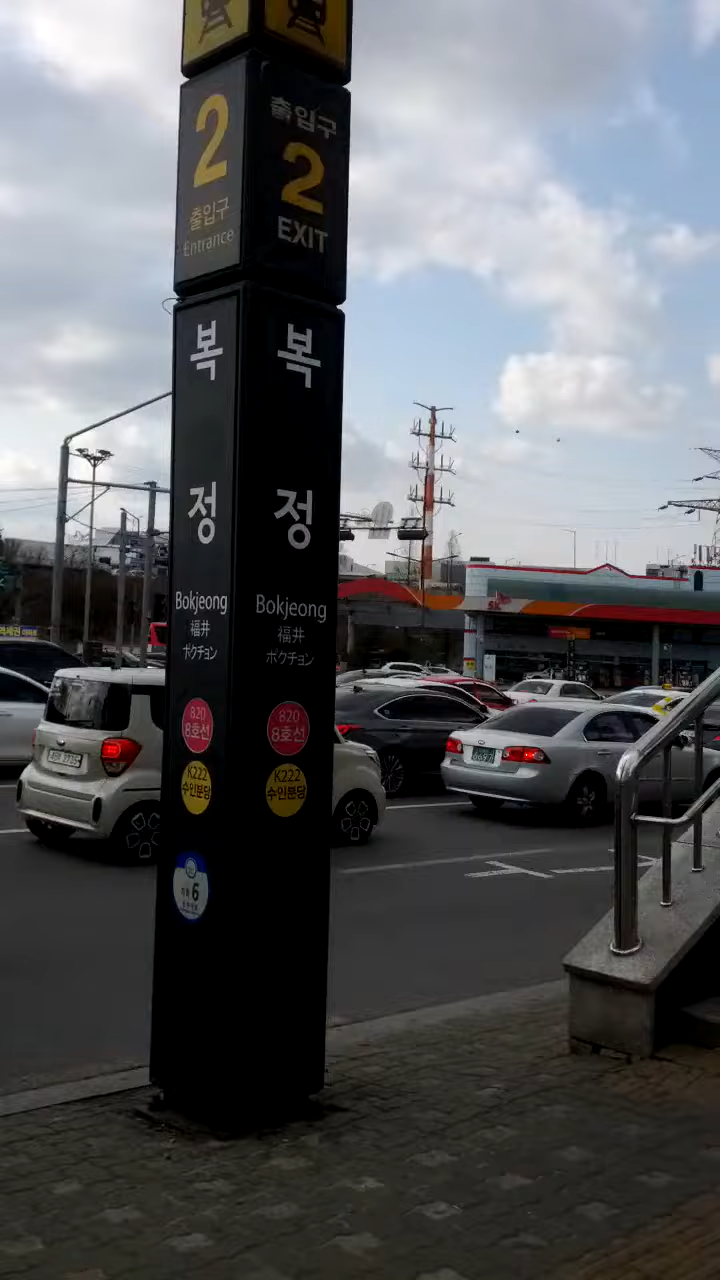 2
출입구
Entrance
출입구
2
EXIT
복
정
Bokjeong
福井
ポクチョン
820
8호선
K222
수인분당
6
복
정
Bokjeong
福井
ポクチョン
820
8호선
K222
수인분당
SK